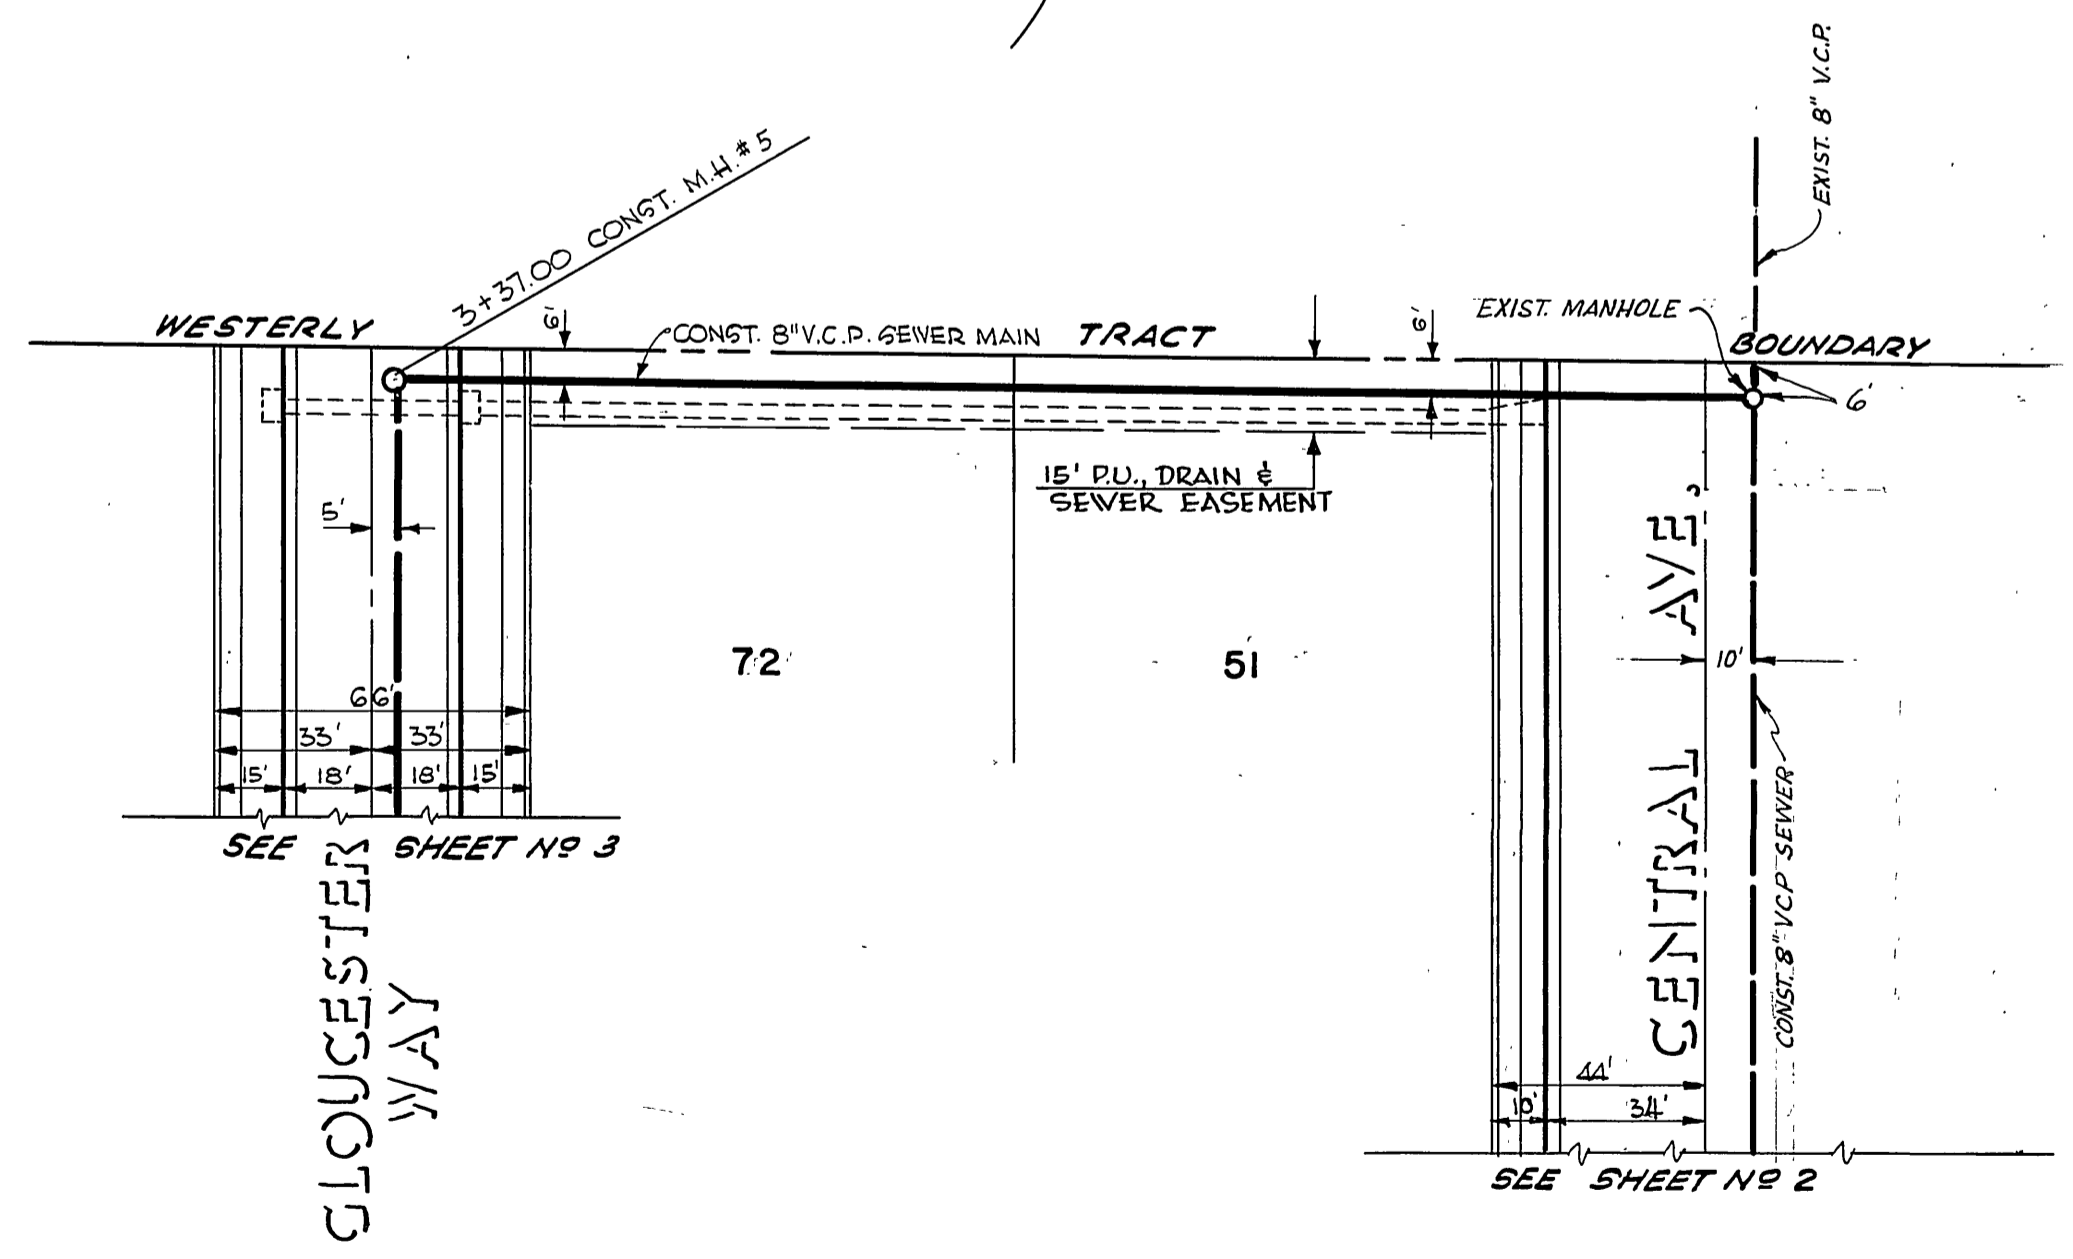 EXIST. 8" V.C.P.
3+37.00 CONST. M.H.#5
WESTERLY TRACT BOUNDARY
6'
CONST. 8" V.C.P. SEWER MAIN
6'
EXIST. MANHOLE
6'
15' P.U., DRAIN &
SEWER EASEMENT
5'
72
51
10'
66'
33' 33'
15' 18' 18' 15'
SEE SHEET Nº 3
GLOUCESTER
WAY
CENTRAL AVE.
CONST. 8" VCP SEWER
44'
10' 34'
SEE SHEET Nº 2